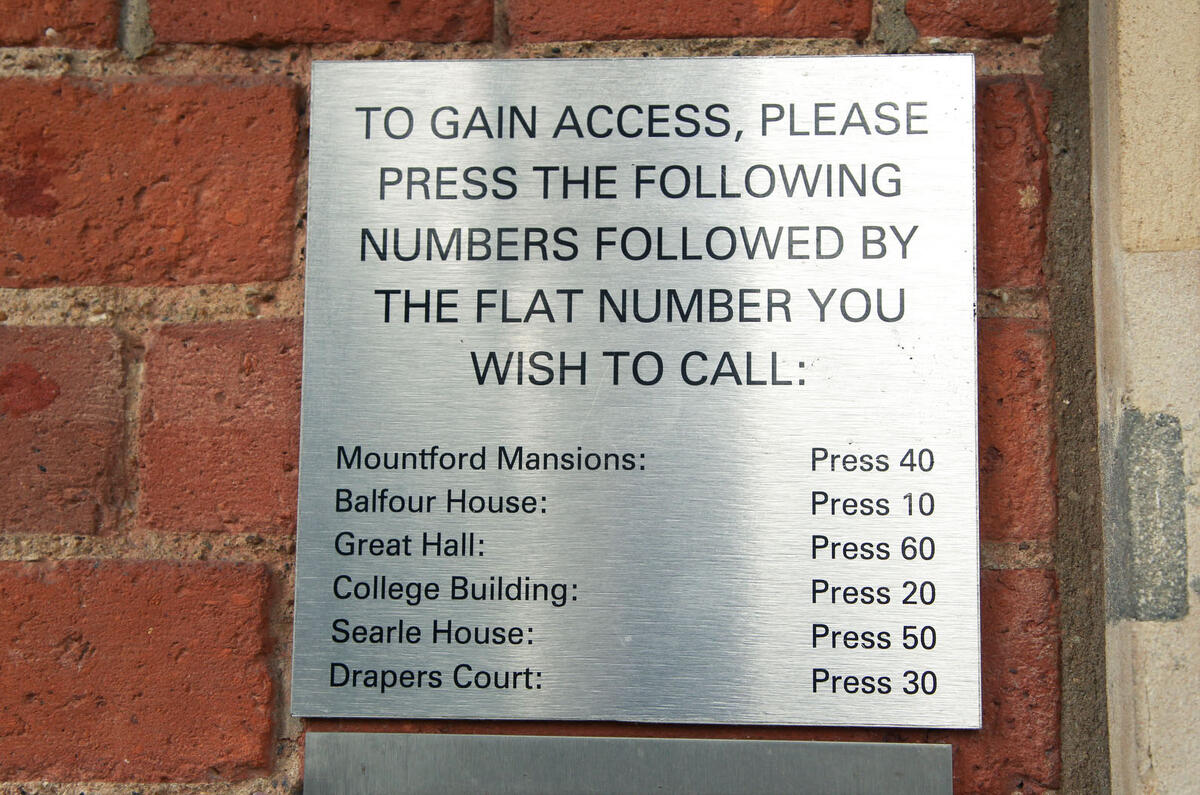 TO GAIN ACCESS, PLEASE
PRESS THE FOLLOWING
NUMBERS FOLLOWED BY
THE FLAT NUMBER YOU
WISH TO CALL:
Mountford Mansions: Press 40
Balfour House: Press 10
Great Hall: Press 60
College Building: Press 20
Searle House: Press 50
Drapers Court: Press 30